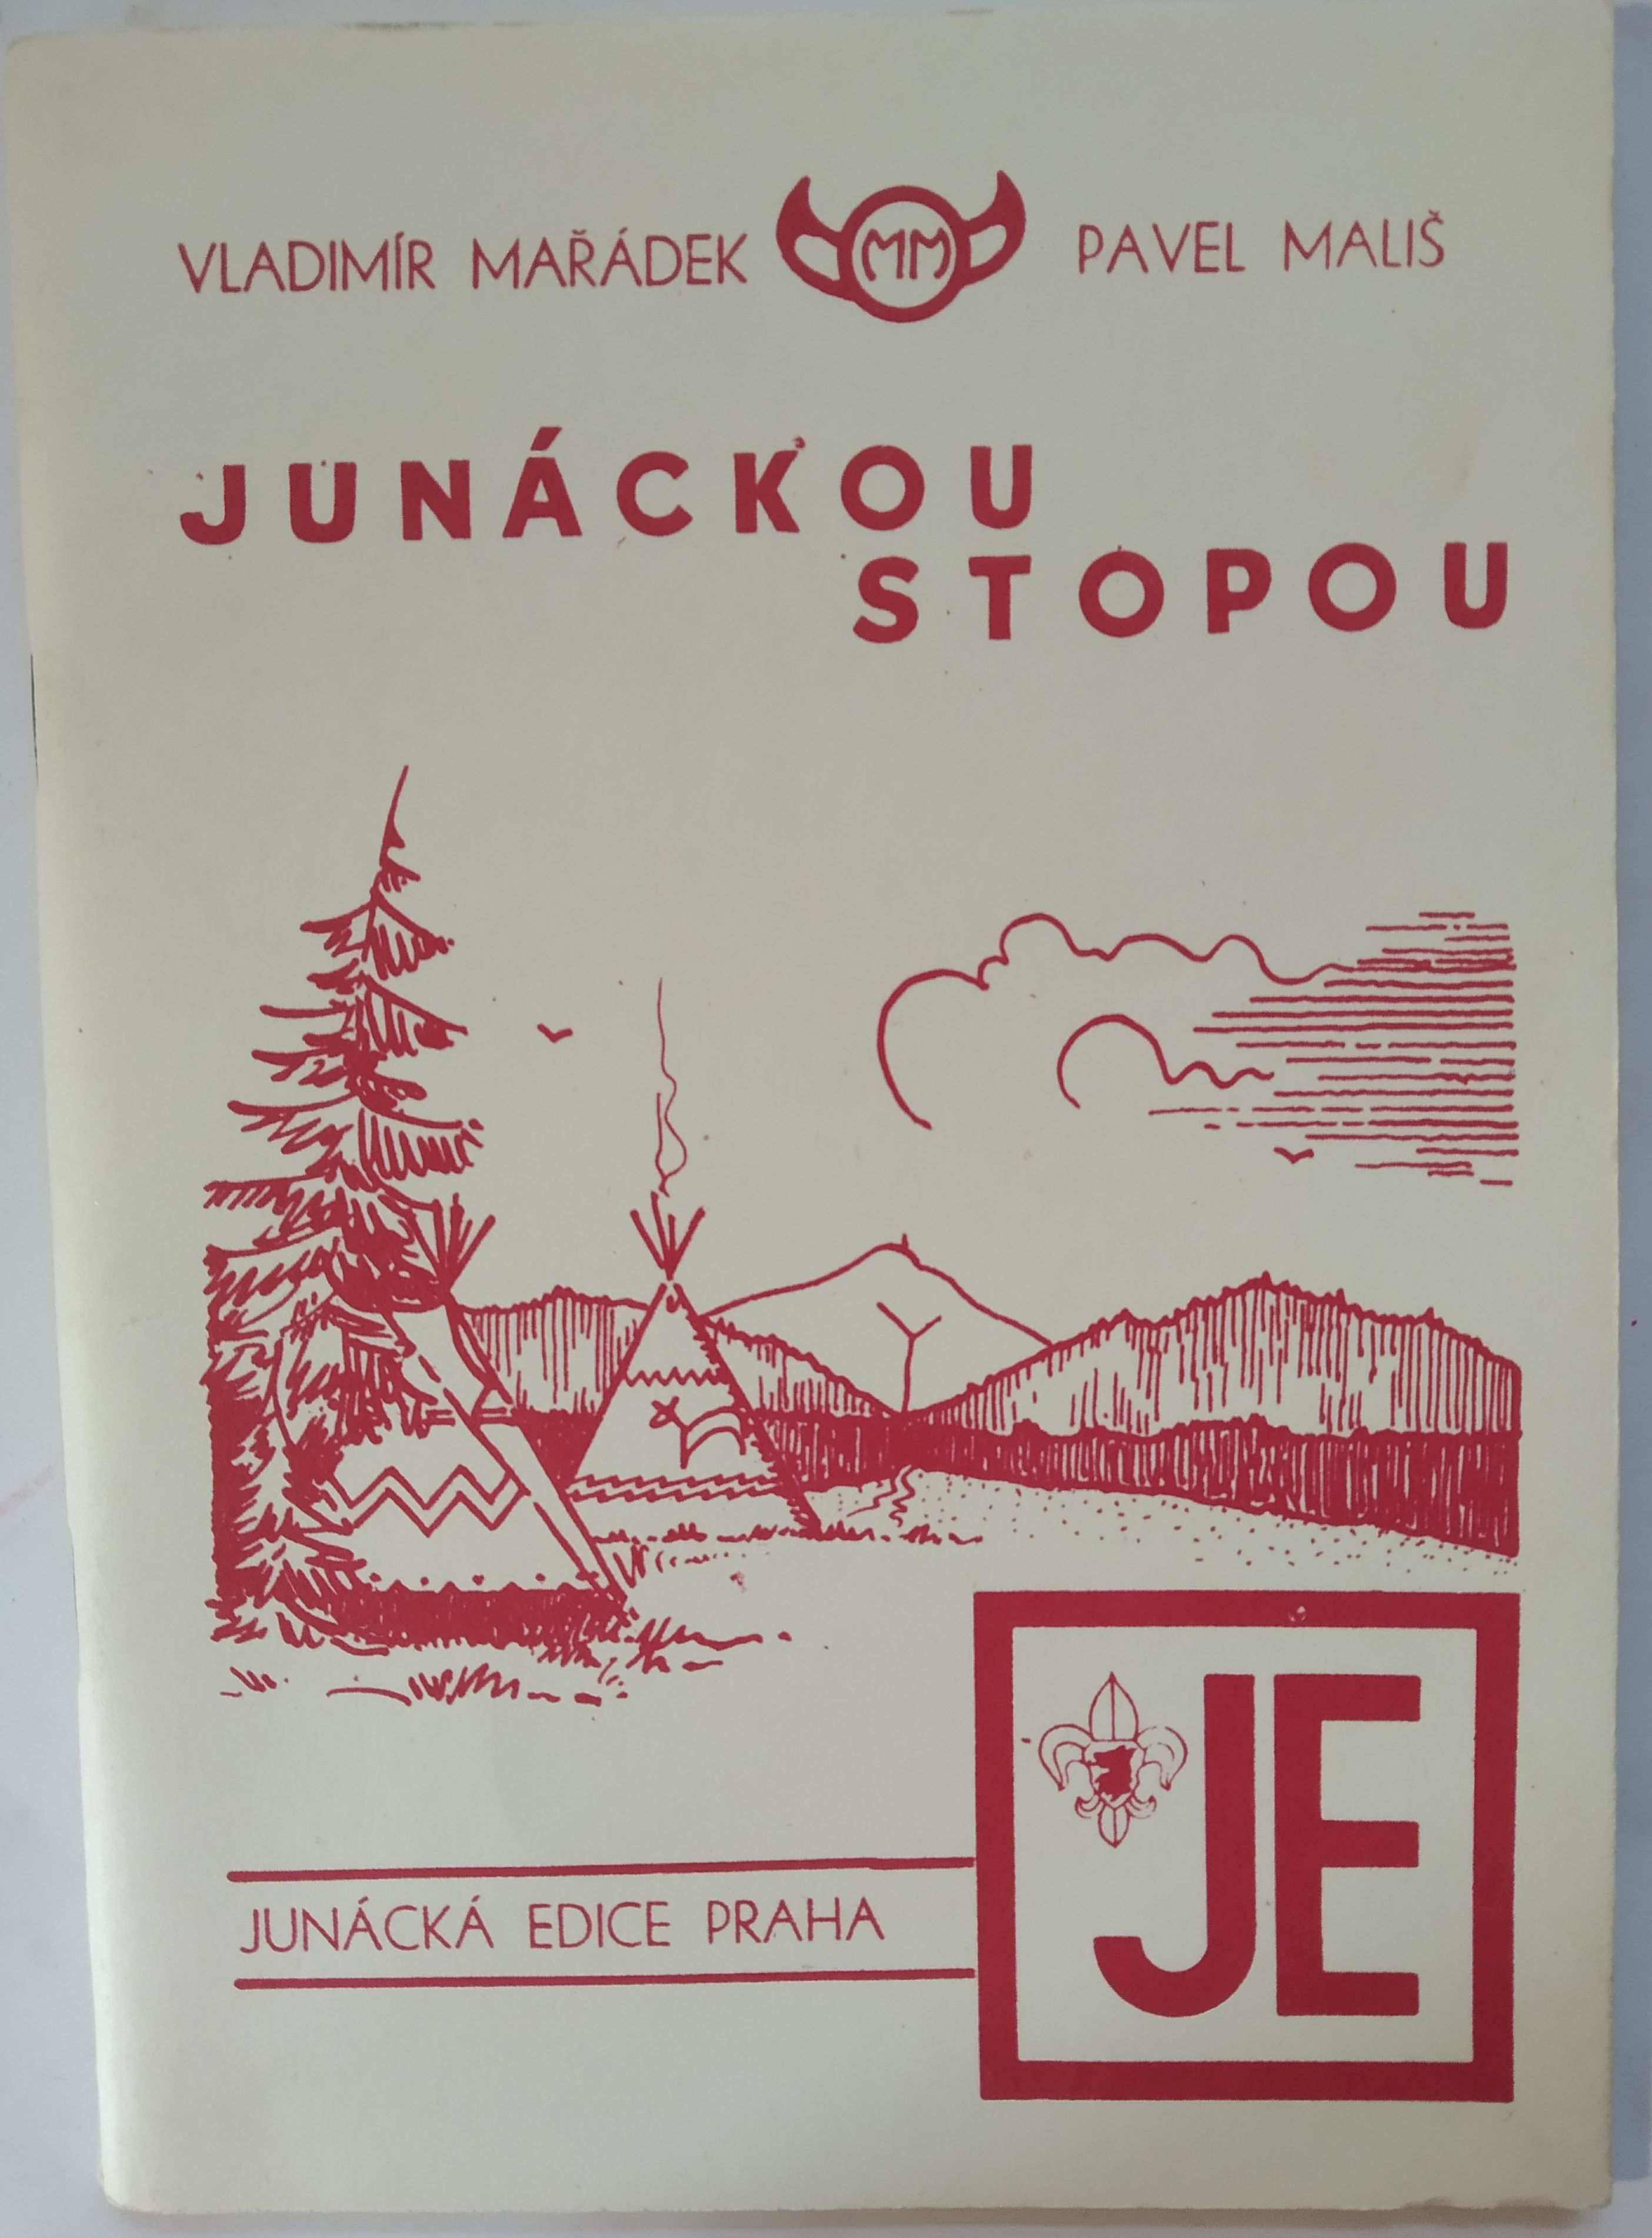 VLADIMÍR MAŘÁDEK MM PAVEL MALIŠ
JUNÁCKOU
STOPOU
JE
JUNÁCKÁ EDICE PRAHA